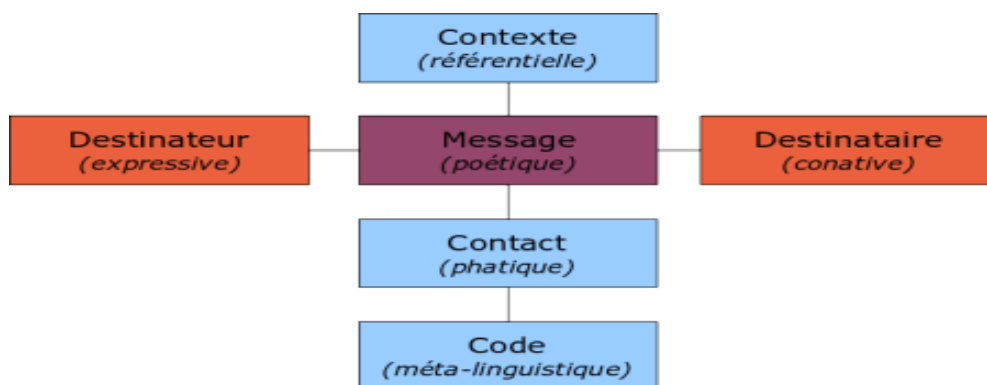 Contexte
(référentielle)
Destinateur
(expressive)
Message
(poétique)
Destinataire
(conative)
Contact
(phatique)
Code
(méta-linguistique)